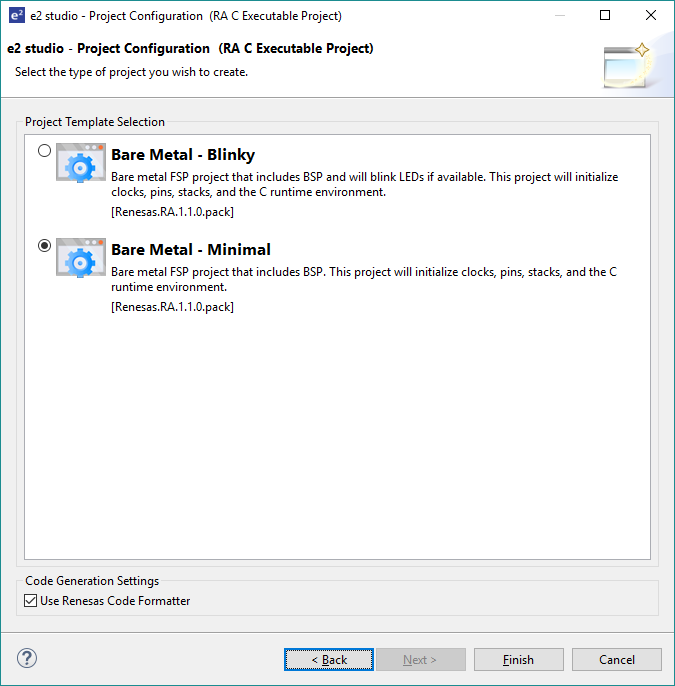 e² e2 studio - Project Configuration  (RA C Executable Project)
e2 studio - Project Configuration  (RA C Executable Project)
Select the type of project you wish to create.
Project Template Selection
Bare Metal - Blinky
Bare metal FSP project that includes BSP and will blink LEDs if available. This project will initialize
clocks, pins, stacks, and the C runtime environment.
[Renesas.RA.1.1.0.pack]
Bare Metal - Minimal
Bare metal FSP project that includes BSP. This project will initialize clocks, pins, stacks, and the C
runtime environment.
[Renesas.RA.1.1.0.pack]
Code Generation Settings
Use Renesas Code Formatter
? < Back Next > Finish Cancel